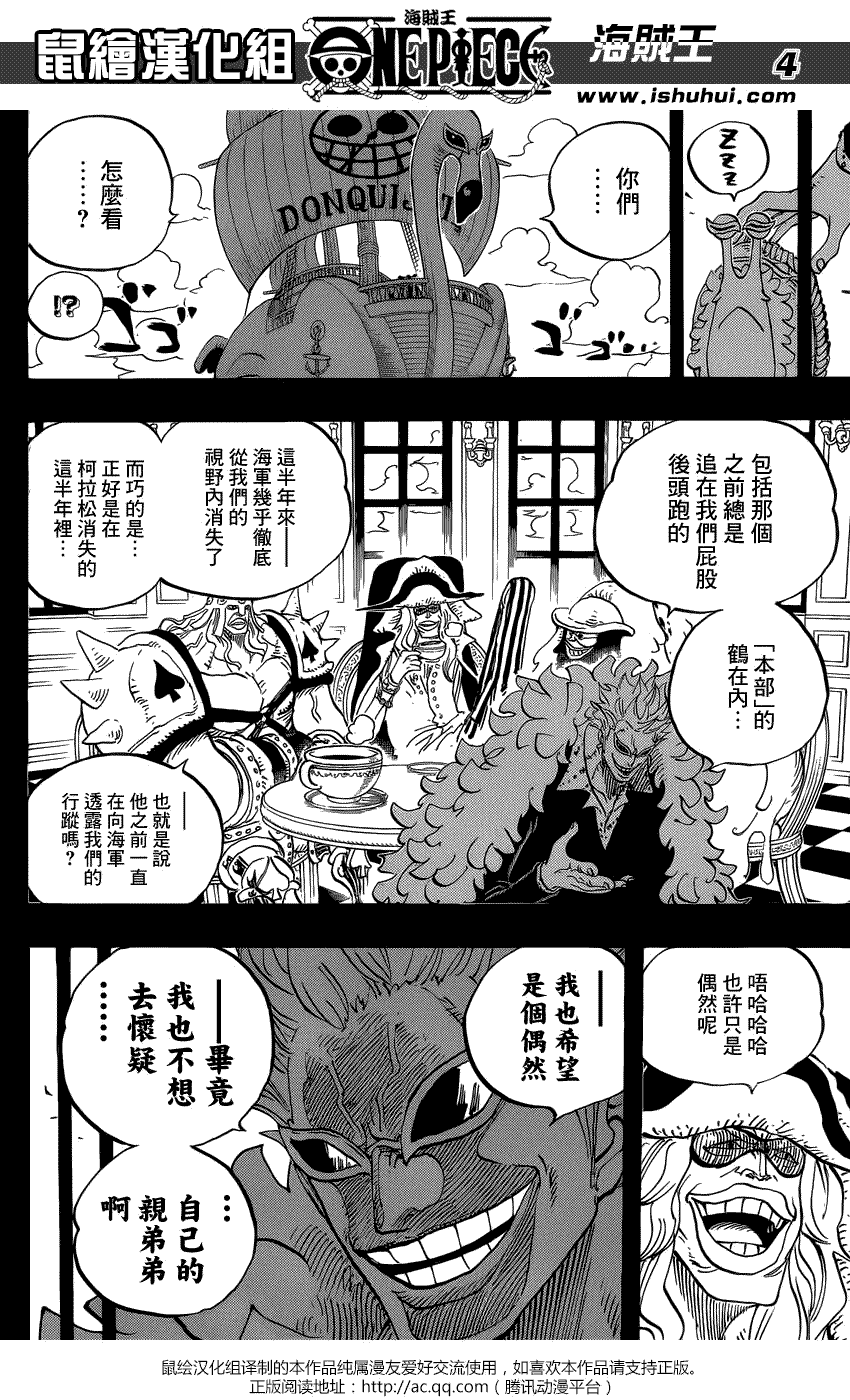 鼠繪漢化組
海賊王
ONE PIECE
海賊王
4
www.ishuhui.com
Z
Z
Z
你們
……
DONQUI
怎麼看
……?
!?
ゴゴ
ゴゴ
包括那個
之前總是
追在我們屁股
後頭跑的
「本部」的
鶴在內…
這半年來——
海軍幾乎徹底
從我們的
視野內消失了
而巧的是…
正好是在
柯拉松消失的
這半年裡…
——
也就是說
他之前一直
在向海軍
透露我們的
行蹤嗎?
唔哈哈哈
也許只是
偶然呢
——
我也希望
是個偶然
——畢竟
我也不想
去懷疑
……
…
自己的
親弟弟
啊
鼠绘汉化组译制的本作品纯属漫友爱好交流使用，如喜欢本作品请支持正版。
正版阅读地址：http://ac.qq.com（腾讯动漫平台）